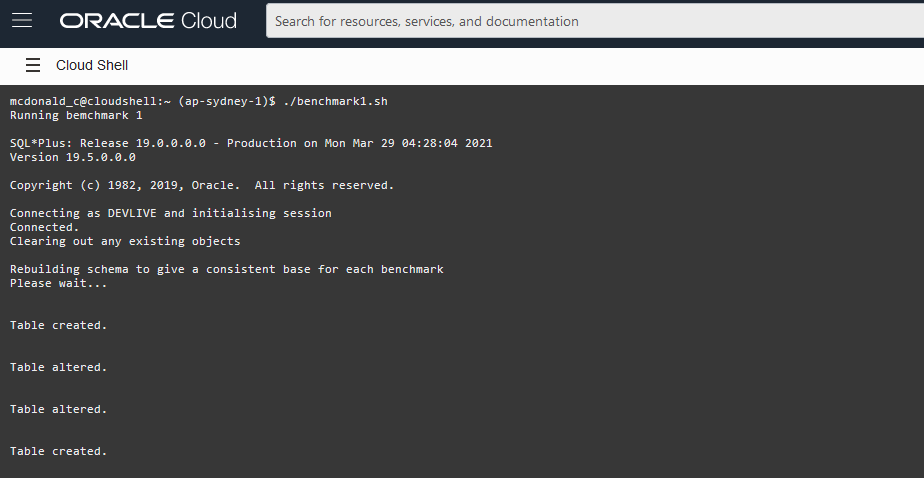 ORACLE Cloud
Search for resources, services, and documentation
Cloud Shell
mcdonald_c@cloudshell:~ (ap-sydney-1)$ ./benchmark1.sh
Running bemchmark 1
SQL*Plus: Release 19.0.0.0.0 - Production on Mon Mar 29 04:28:04 2021
Version 19.5.0.0.0
Copyright (c) 1982, 2019, Oracle.  All rights reserved.
Connecting as DEVLIVE and initialising session
Connected.
Clearing out any existing objects
Rebuilding schema to give a consistent base for each benchmark
Please wait...
Table created.
Table altered.
Table altered.
Table created.